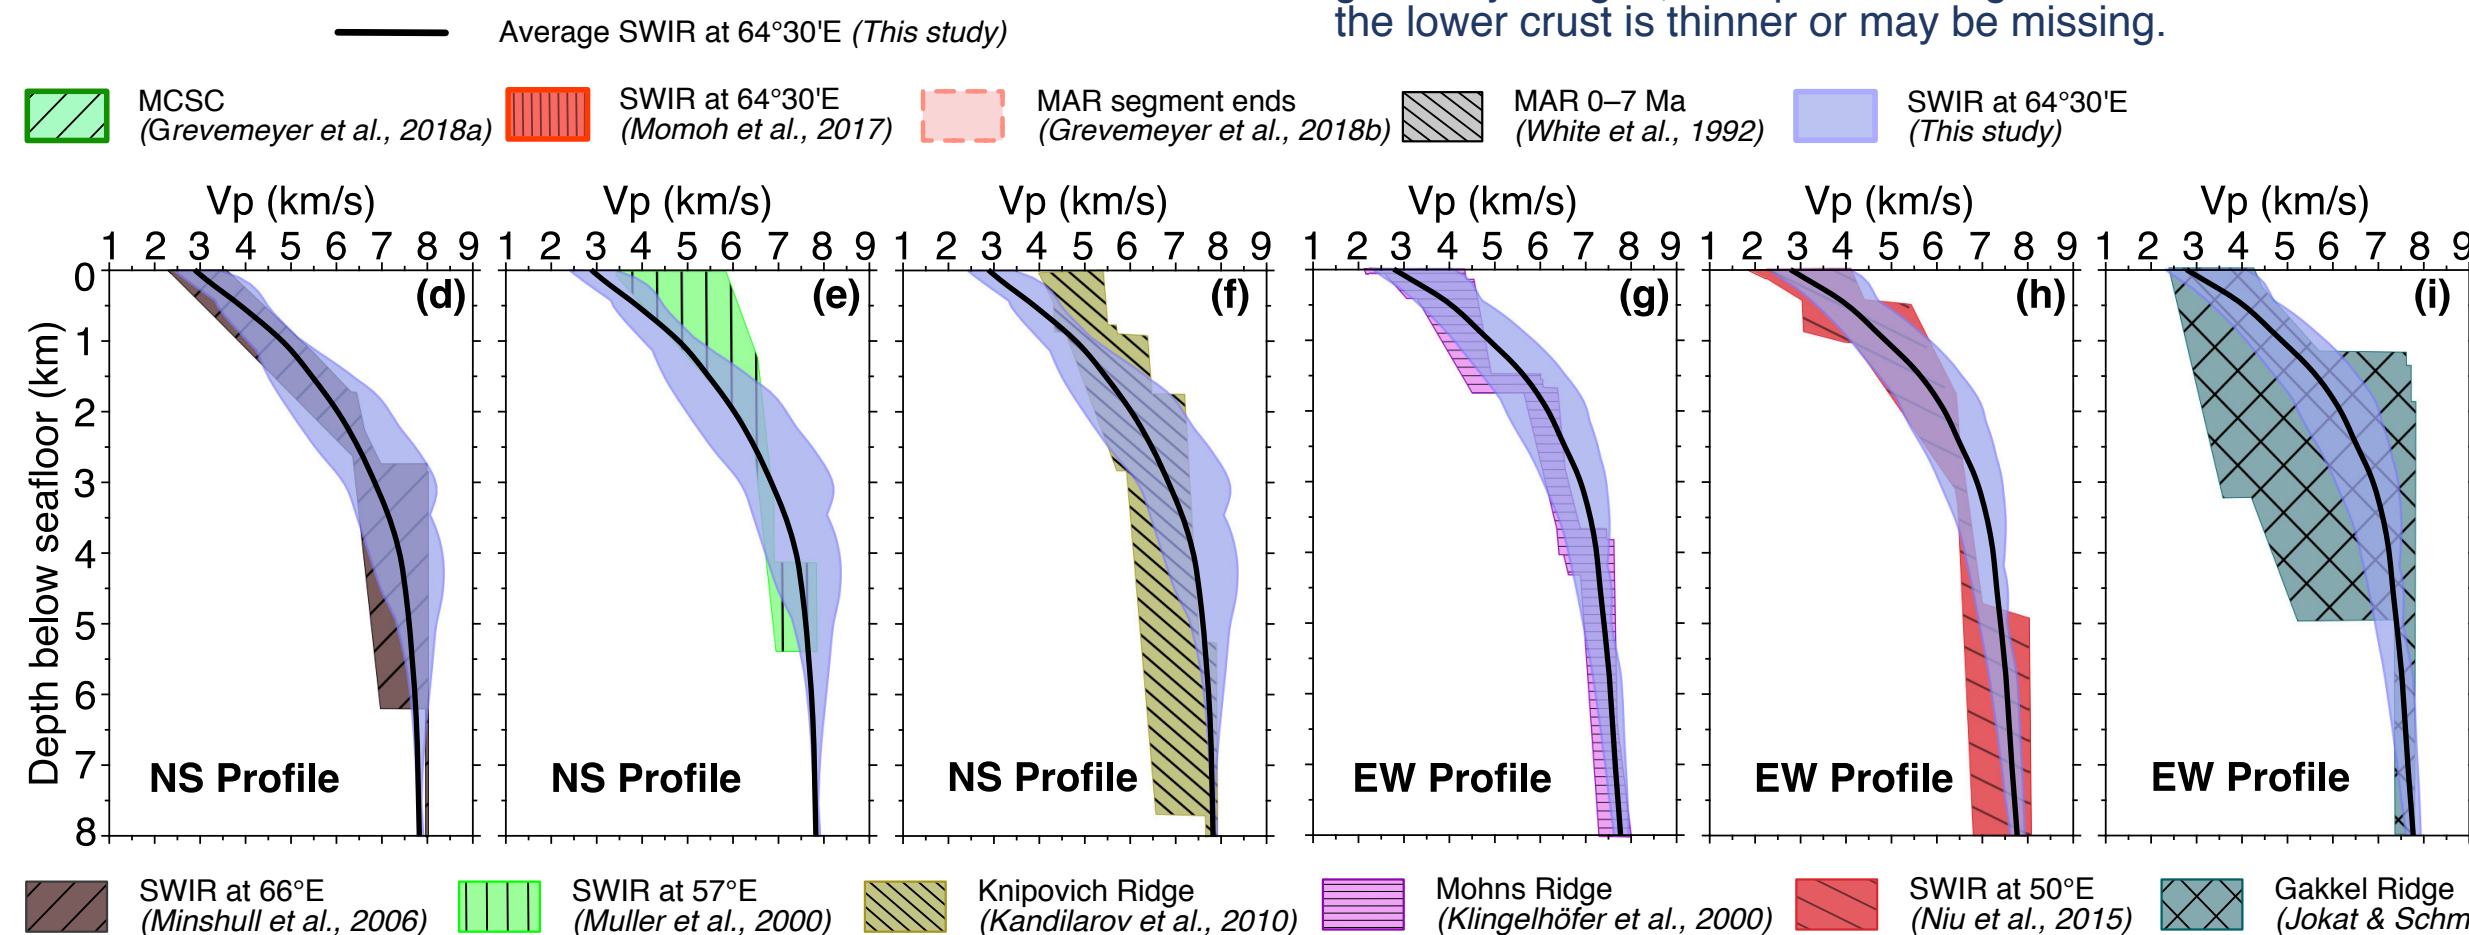 the lower crust is thinner or may be missing.
Average SWIR at 64°30'E (This study)
MCSC
(Grevemeyer et al., 2018a)
SWIR at 64°30'E
(Momoh et al., 2017)
MAR segment ends
(Grevemeyer et al., 2018b)
MAR 0–7 Ma
(White et al., 1992)
SWIR at 64°30'E
(This study)
Vp (km/s) Vp (km/s) Vp (km/s) Vp (km/s) Vp (km/s) Vp (km/s)
1 2 3 4 5 6 7 8 9 1 2 3 4 5 6 7 8 9 1 2 3 4 5 6 7 8 9 1 2 3 4 5 6 7 8 9 1 2 3 4 5 6 7 8 9 1 2 3 4 5 6 7 8 9
Depth below seafloor (km)
0
1
2
3
4
5
6
7
8
(d) (e) (f) (g) (h) (i)
NS Profile NS Profile NS Profile EW Profile EW Profile EW Profile
SWIR at 66°E
(Minshull et al., 2006)
SWIR at 57°E
(Muller et al., 2000)
Knipovich Ridge
(Kandilarov et al., 2010)
Mohns Ridge
(Klingelhöfer et al., 2000)
SWIR at 50°E
(Niu et al., 2015)
Gakkel Ridge
(Jokat & Schm